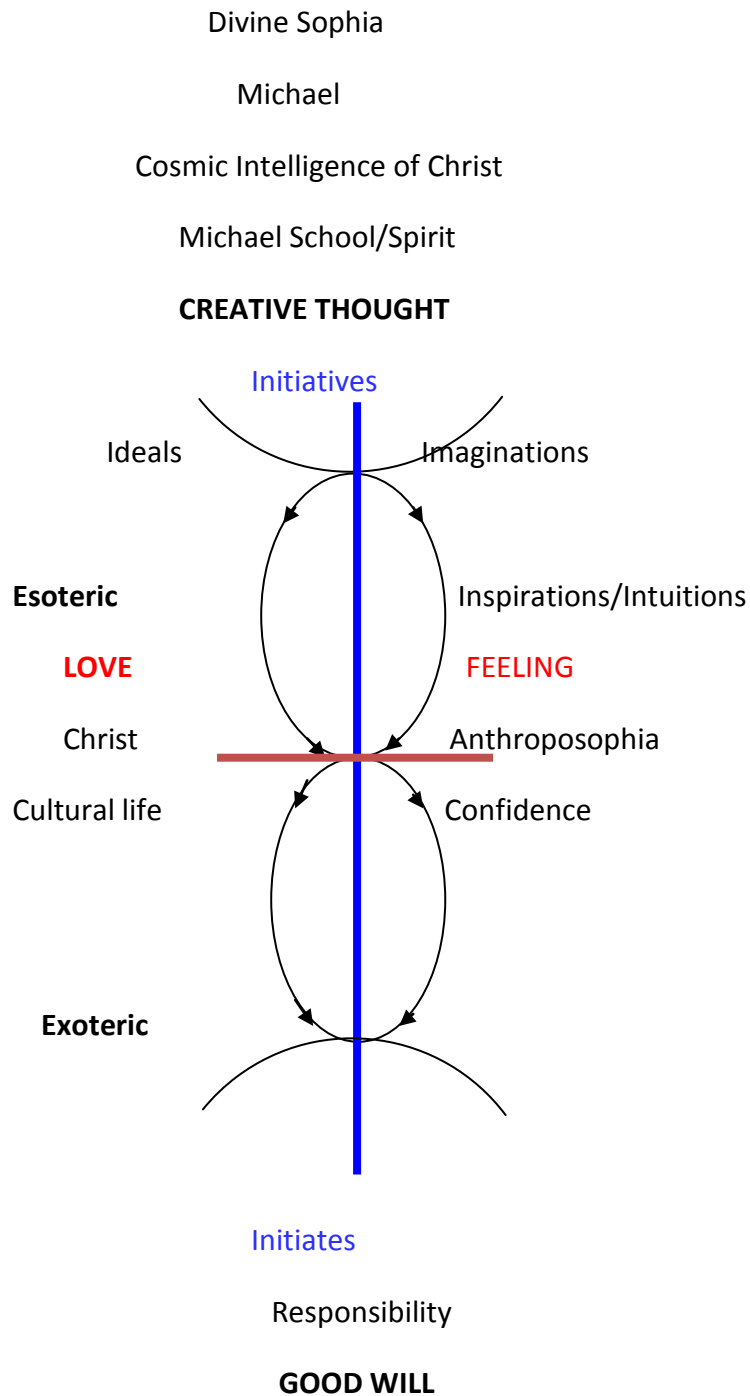 Divine Sophia
Michael
Cosmic Intelligence of Christ
Michael School/Spirit
CREATIVE THOUGHT
Initiatives
Ideals Imaginations
Esoteric Inspirations/Intuitions
LOVE FEELING
Christ Anthroposophia
Cultural life Confidence
Exoteric
Initiates
Responsibility
GOOD WILL